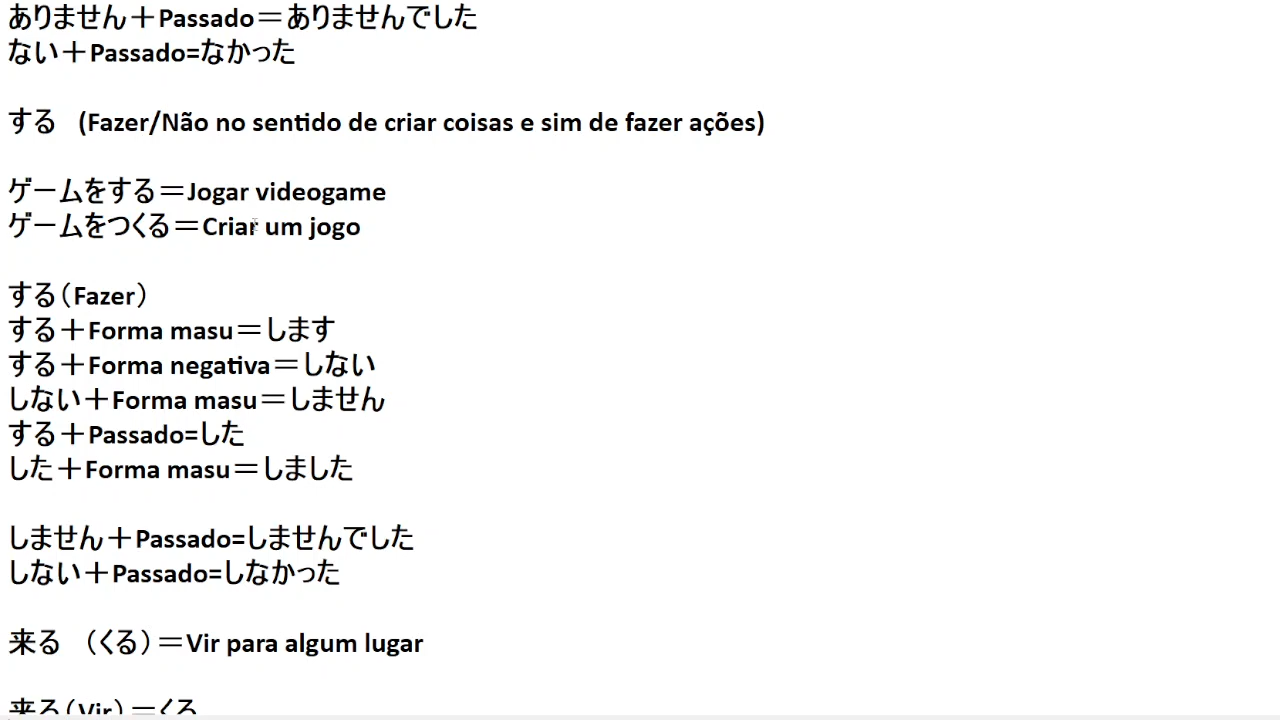 ありません＋Passado＝ありませんでした
ない＋Passado=なかった
する　(Fazer/Não no sentido de criar coisas e sim de fazer ações)
ゲームをする＝Jogar videogame
ゲームをつくる＝Criar um jogo
する（Fazer）
する＋Forma masu＝します
する＋Forma negativa＝しない
しない＋Forma masu＝しません
する＋Passado=した
した＋Forma masu＝しました
しません＋Passado=しませんでした
しない＋Passado=しなかった
来る　（くる）＝Vir para algum lugar
来る（Vir）＝くる